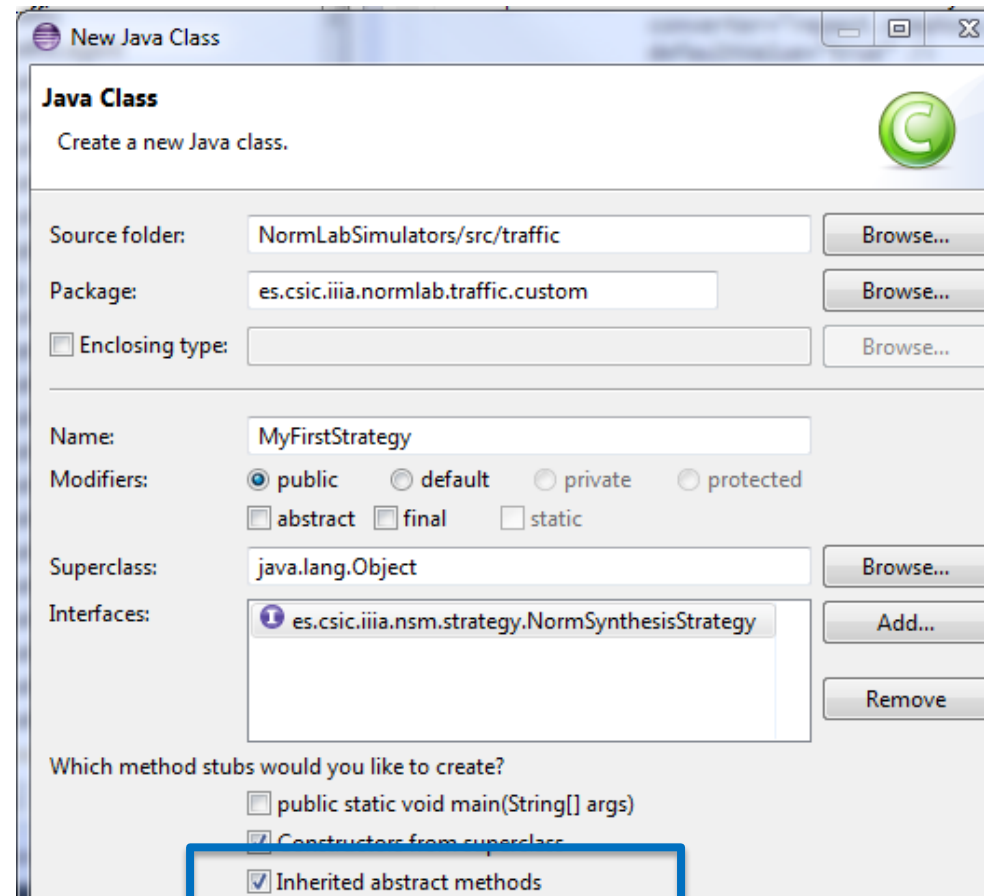 New Java Class
Java Class
Create a new Java class.
C
Source folder: NormLabSimulators/src/traffic Browse...
Package: es.csic.iiia.normlab.traffic.custom Browse...
Enclosing type: Browse...
Name: MyFirstStrategy
Modifiers: public default private protected
abstract final static
Superclass: java.lang.Object Browse...
Interfaces: I es.csic.iiia.nsm.strategy.NormSynthesisStrategy Add...
Remove
Which method stubs would you like to create?
public static void main(String[] args)
Constructors from superclass
Inherited abstract methods